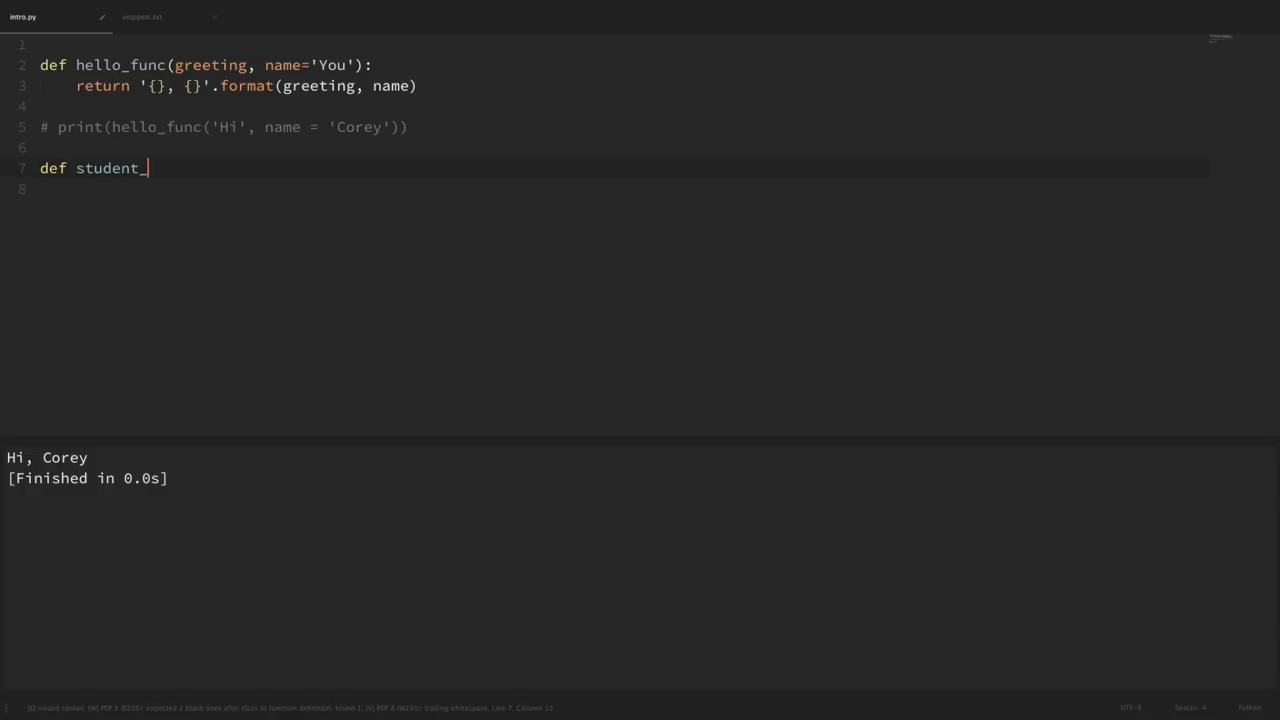 intro.py
snippets.txt
1
2 def hello_func(greeting, name='You'):
3 return '{}, {}'.format(greeting, name)
4
5 # print(hello_func('Hi', name = 'Corey'))
6
7 def student_
8
Hi, Corey
[Finished in 0.0s]
[E] invalid syntax; [W] PEP 8 (E305): expected 2 blank lines after class or function definition, found 1; [V] PEP 8 (W291): trailing whitespace, Line 7, Column 13
UTF-8
Spaces: 4
Python